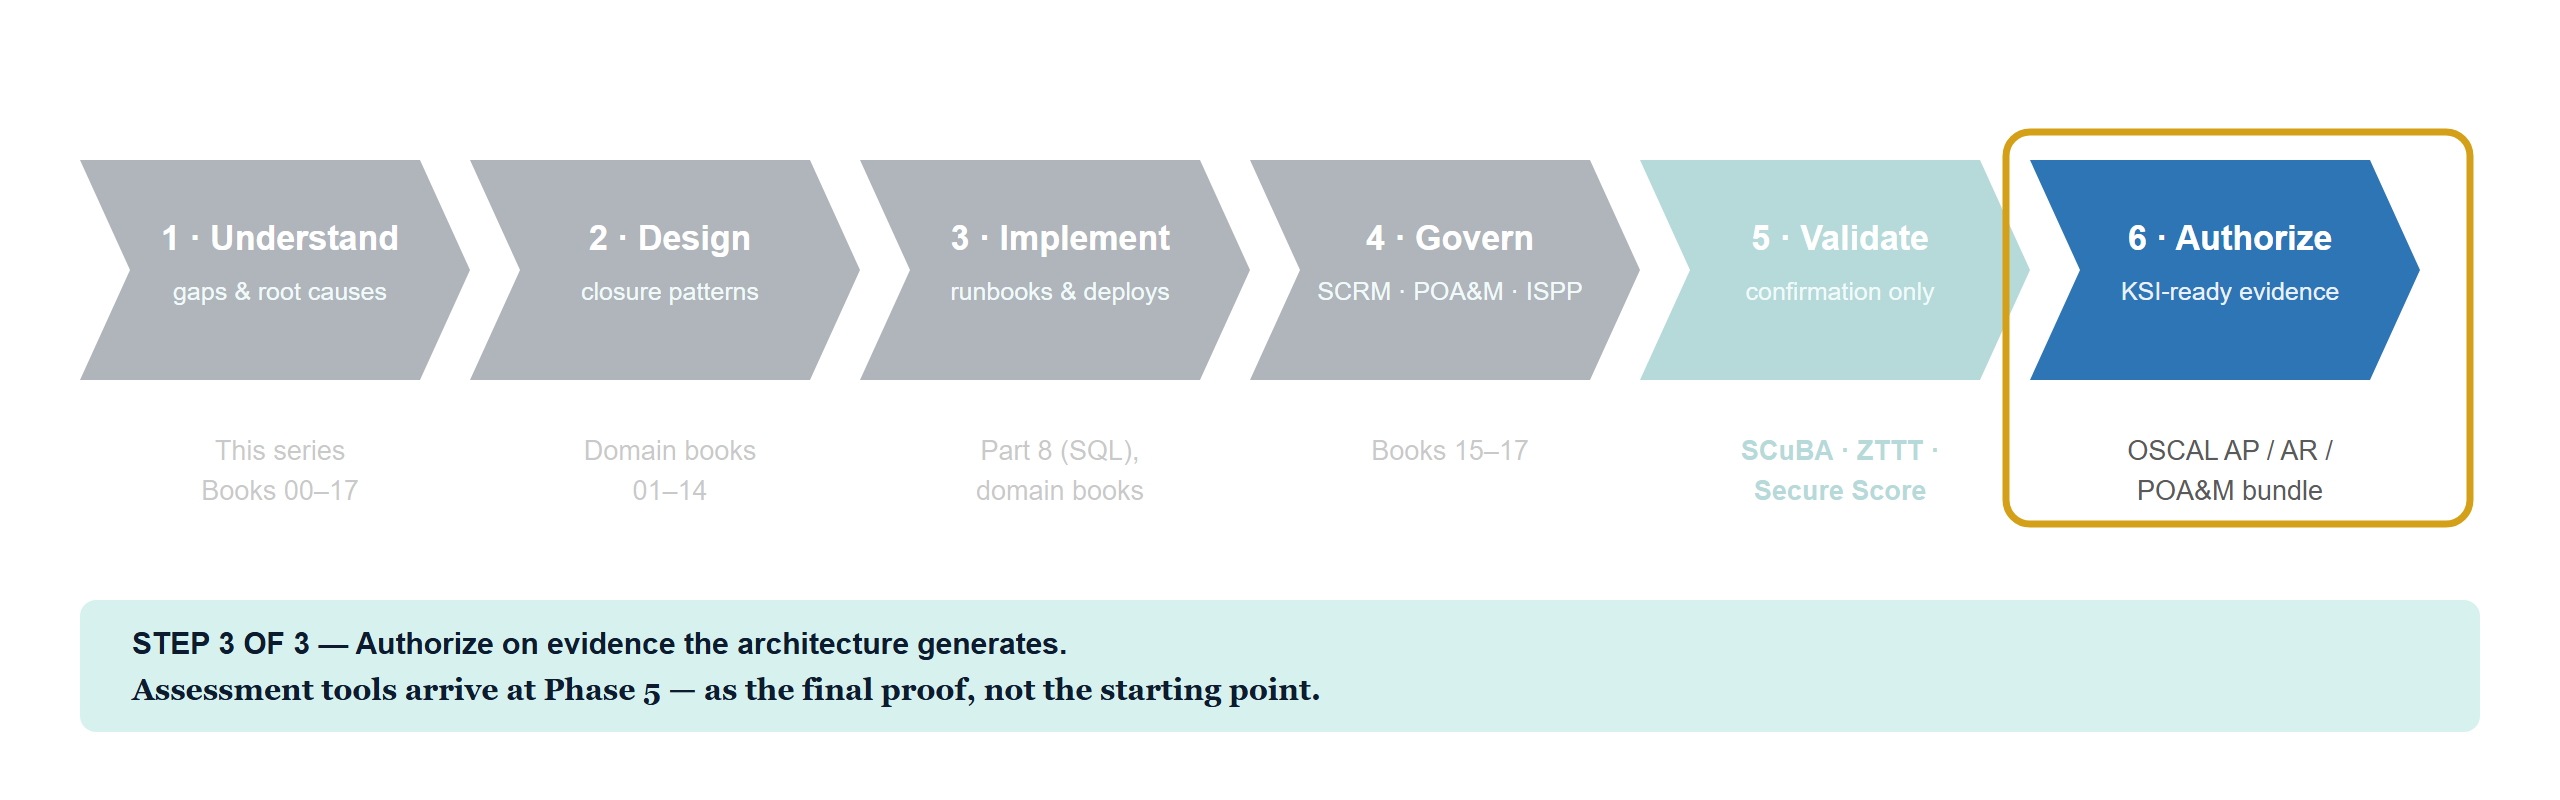 1 · Understand
gaps & root causes
2 · Design
closure patterns
3 · Implement
runbooks & deploys
4 · Govern
SCRM · POA&M · ISPP
5 · Validate
confirmation only
6 · Authorize
KSI-ready evidence
This series
Books 00–17
Domain books
01–14
Part 8 (SQL),
domain books
Books 15–17
SCuBA · ZTTT ·
Secure Score
OSCAL AP / AR /
POA&M bundle
STEP 3 OF 3 — Authorize on evidence the architecture generates.
Assessment tools arrive at Phase 5 — as the final proof, not the starting point.